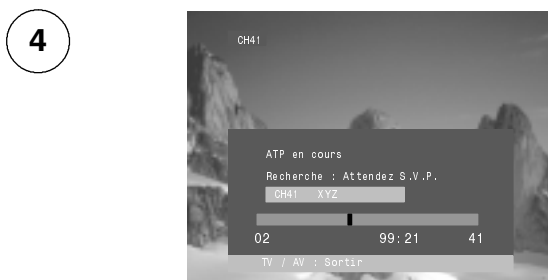 4
CH41
ATP en cours
Recherche : Attendez S.V.P.
CH41 XYZ
02 99:21 41
TV / AV : Sortir